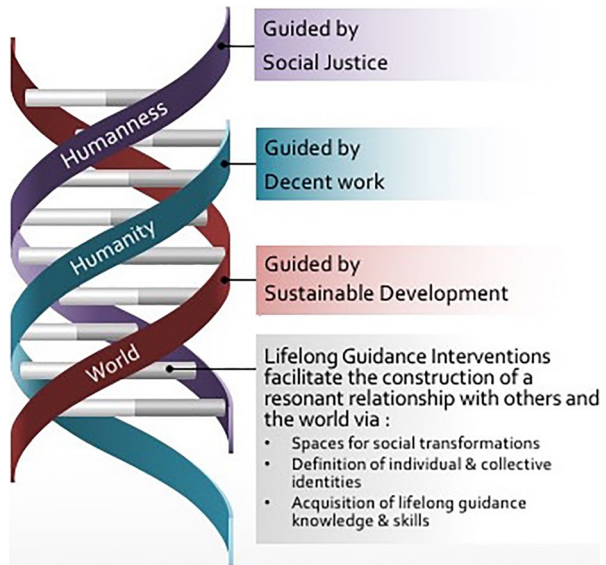 Guided by
Social Justice
Humanness
Guided by
Decent work
Humanity
Guided by
Sustainable Development
World
Lifelong Guidance Interventions
facilitate the construction of a
resonant relationship with others and
the world via :
• Spaces for social transformations
• Definition of individual & collective
identities
• Acquisition of lifelong guidance
knowledge & skills